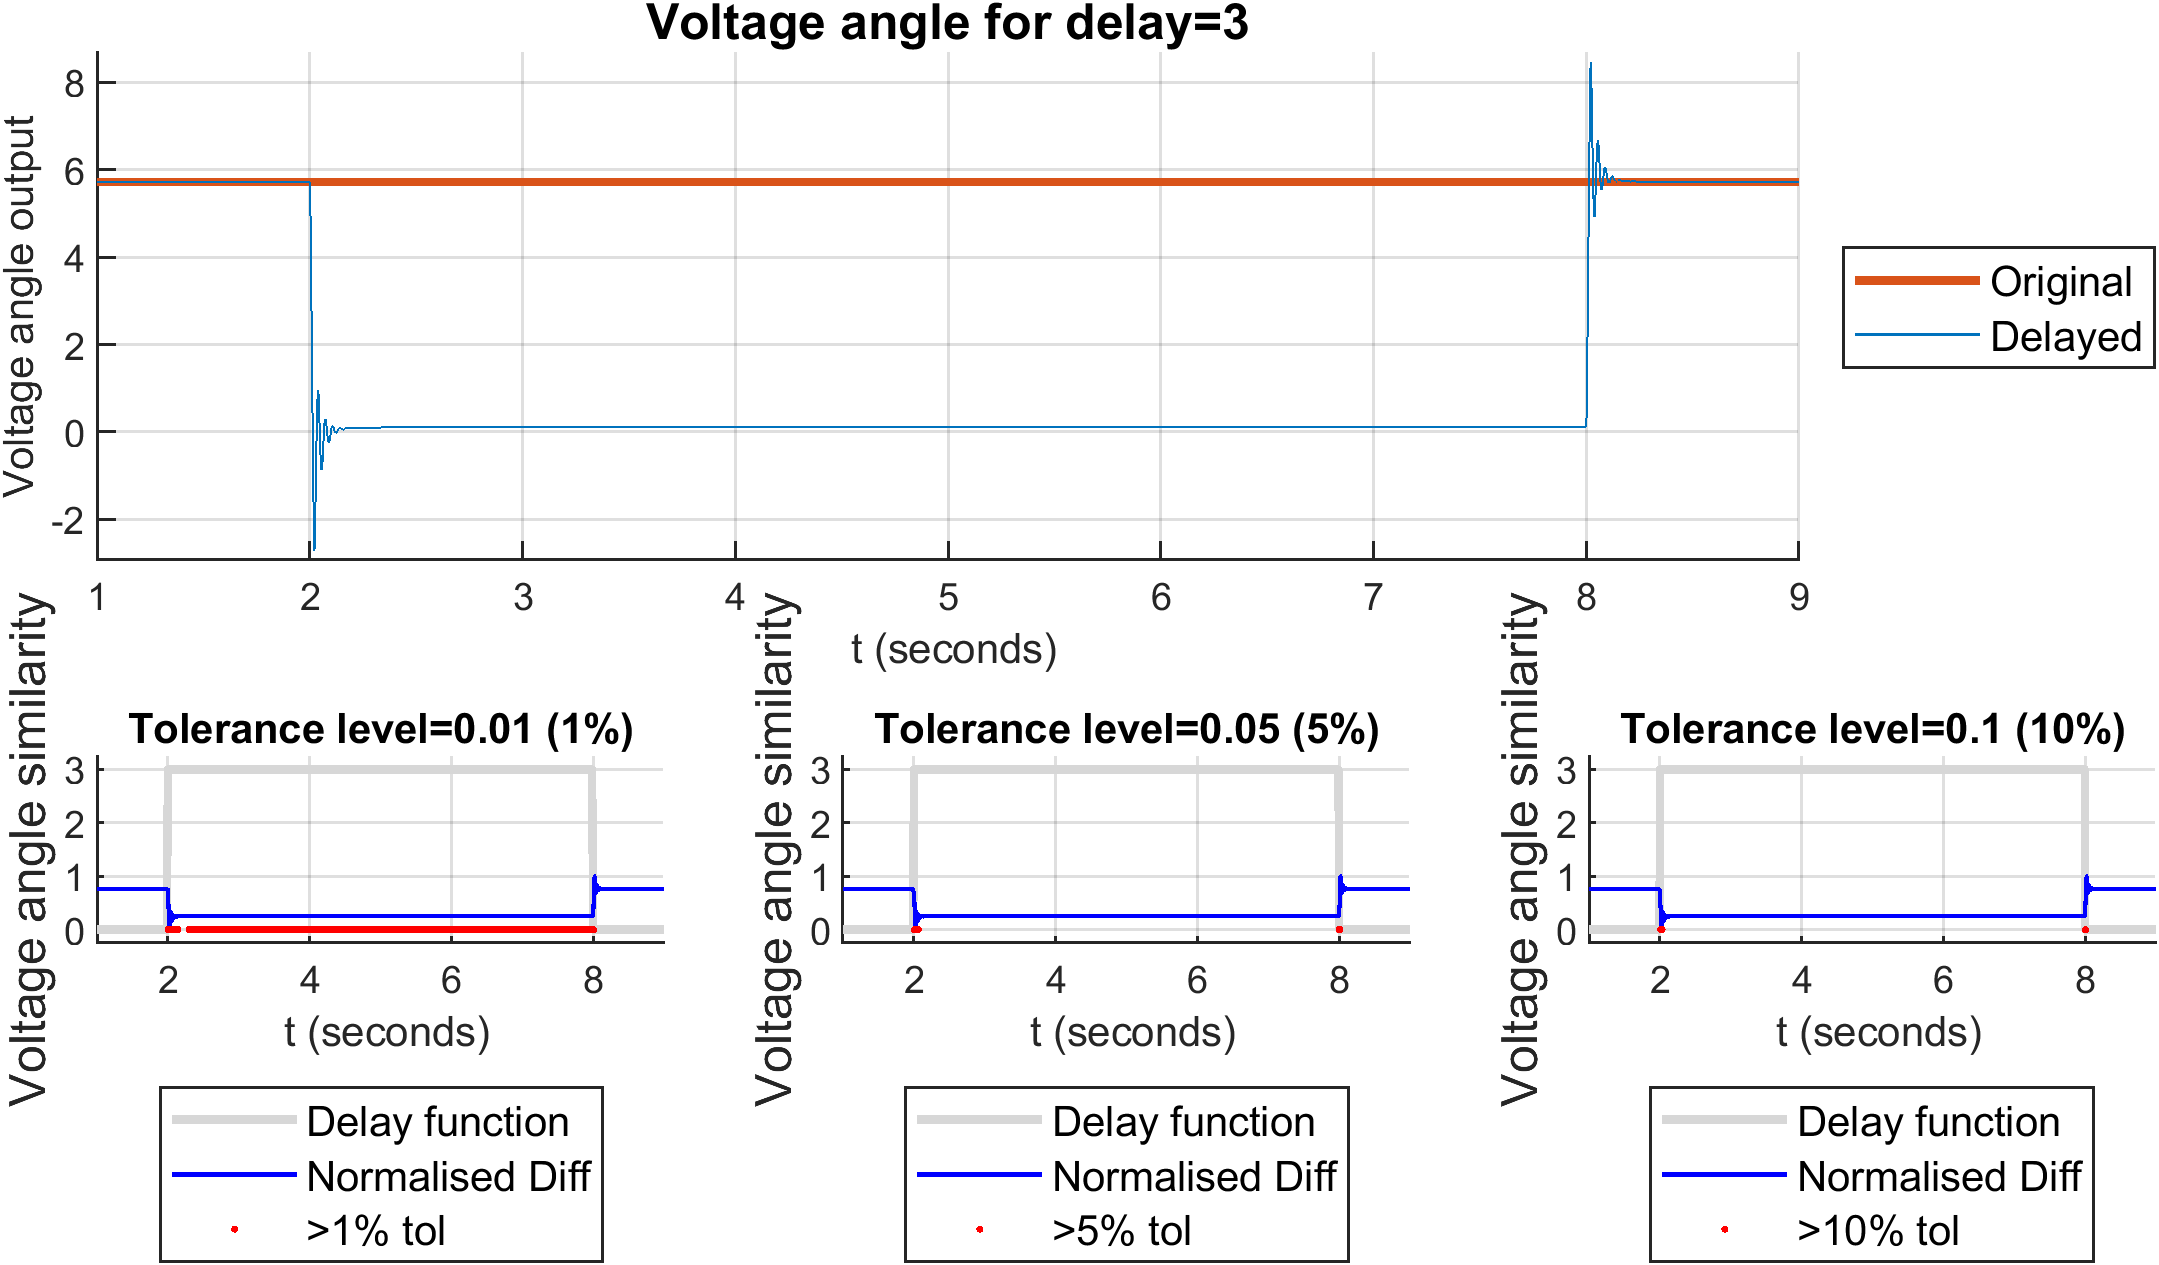 Voltage angle for delay=3
Voltage angle output
8
6
4
2
0
-2
1 2 3 4 5 6 7 8 9
t (seconds)
Original
Delayed
Tolerance level=0.01 (1%)
Voltage angle similarity
3
2
1
0
2 4 6 8
t (seconds)
Delay function
Normalised Diff
>1% tol
Tolerance level=0.05 (5%)
Voltage angle similarity
3
2
1
0
2 4 6 8
t (seconds)
Delay function
Normalised Diff
>5% tol
Tolerance level=0.1 (10%)
Voltage angle similarity
3
2
1
0
2 4 6 8
t (seconds)
Delay function
Normalised Diff
>10% tol